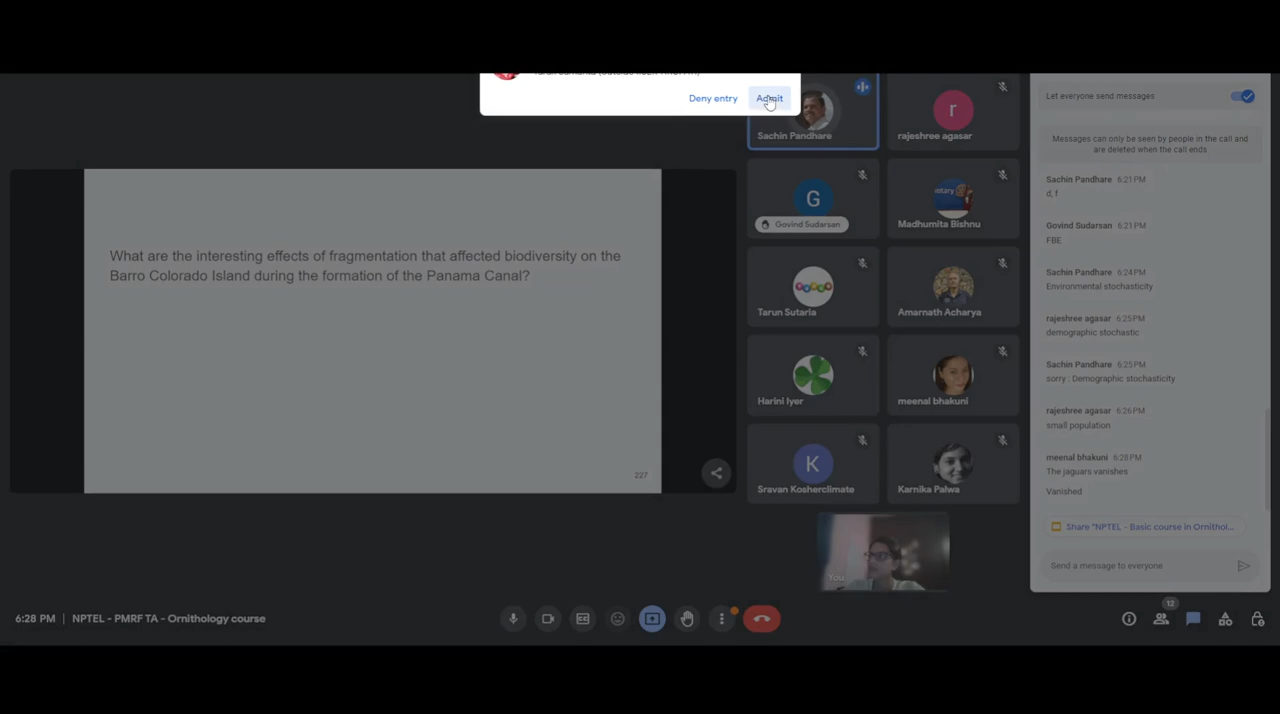 Deny entry
Admit
Sachin Pandhare
r
rajeshree agasar
G
Govind Sudarsan
Madhumita Bishnu
Tarun Sutaria
Amarnath Acharya
Harini Iyer
meenal bhakuni
K
Sravan Kosherclimate
Karnika Palwa
You
What are the interesting effects of fragmentation that affected biodiversity on the
Barro Colorado Island during the formation of the Panama Canal?
227
Let everyone send messages
Messages can only be seen by people in the call and
are deleted when the call ends
Sachin Pandhare 6:21 PM
d, f
Govind Sudarsan 6:21 PM
FBE
Sachin Pandhare 6:24 PM
Environmental stochasticity
rajeshree agasar 6:25 PM
demographic stochastic
Sachin Pandhare 6:25 PM
sorry : Demographic stochasticity
rajeshree agasar 6:26 PM
small population
meenal bhakuni 6:28 PM
The jaguars vanishes
Vanished
Share "NPTEL - Basic course in Ornithol...
Send a message to everyone
6:28 PM | NPTEL - PMRF TA - Ornithology course
12